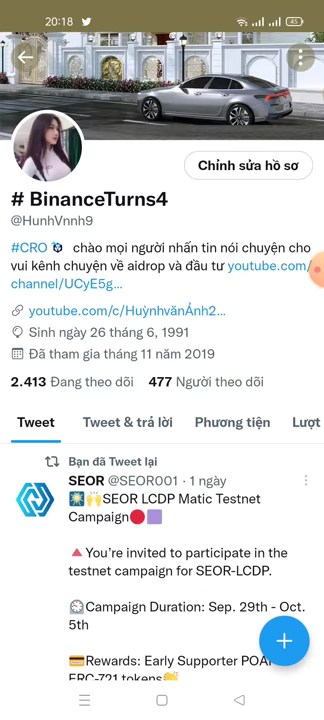 20:18
45
Chỉnh sửa hồ sơ
# BinanceTurns4
@HunhVnnh9
#CRO chào mọi người nhấn tin nói chuyện cho
vui kênh chuyện về aidrop và đầu tư youtube.com/
channel/UCyE5g...
youtube.com/c/HuỳnhvănẢnh2...
Sinh ngày 26 tháng 6, 1991
Đã tham gia tháng 11 năm 2019
2.413 Đang theo dõi 477 Người theo dõi
Tweet Tweet & trả lời Phương tiện Lượt
Bạn đã Tweet lại
SEOR @SEOR001 · 1 ngày
🎇🙌SEOR LCDP Matic Testnet
Campaign🔴🟪
🔺You're invited to participate in the
testnet campaign for SEOR-LCDP.
⏲Campaign Duration: Sep. 29th - Oct.
5th
💳Rewards: Early Supporter POAP
ERC-721 tokens👏